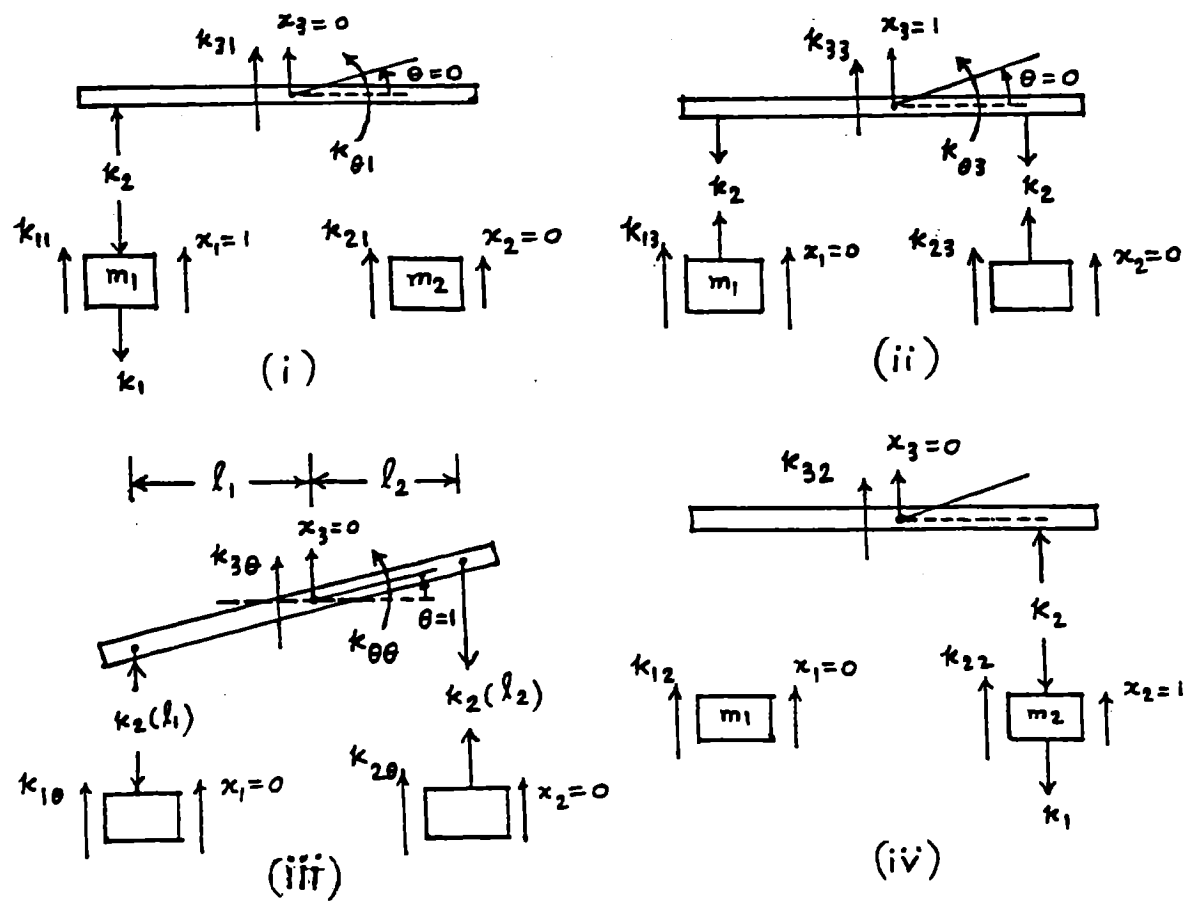 k₃₁ x₃=0
θ=0
k_θ1
k₂
k₁₁ x₁=1 k₂₁ x₂=0
m₁ m₂
k₁
(i)
k₃₃ x₃=1
θ=0
k_θ3
k₂ k₂
k₁₃ x₁=0 k₂₃ x₂=0
m₁
(ii)
l₁ l₂
k₃θ x₃=0
θ=1
k_θθ
k₂(l₁) k₂(l₂)
k₁θ x₁=0 k₂θ x₂=0
(iii)
k₃₂ x₃=0
k₂
k₁₂ x₁=0 k₂₂ x₂=1
m₁ m₂
k₁
(iv)